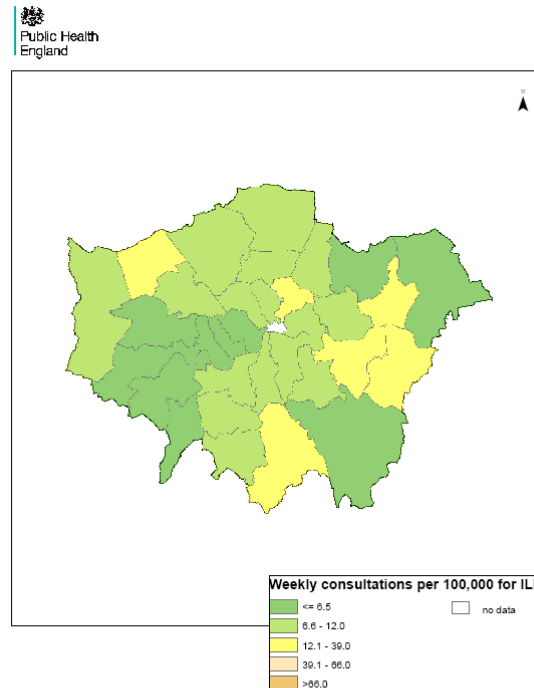 Public Health
England
N
Weekly consultations per 100,000 for IL
<= 6.5
no data
6.6 - 12.0
12.1 - 39.0
39.1 - 66.0
>66.0